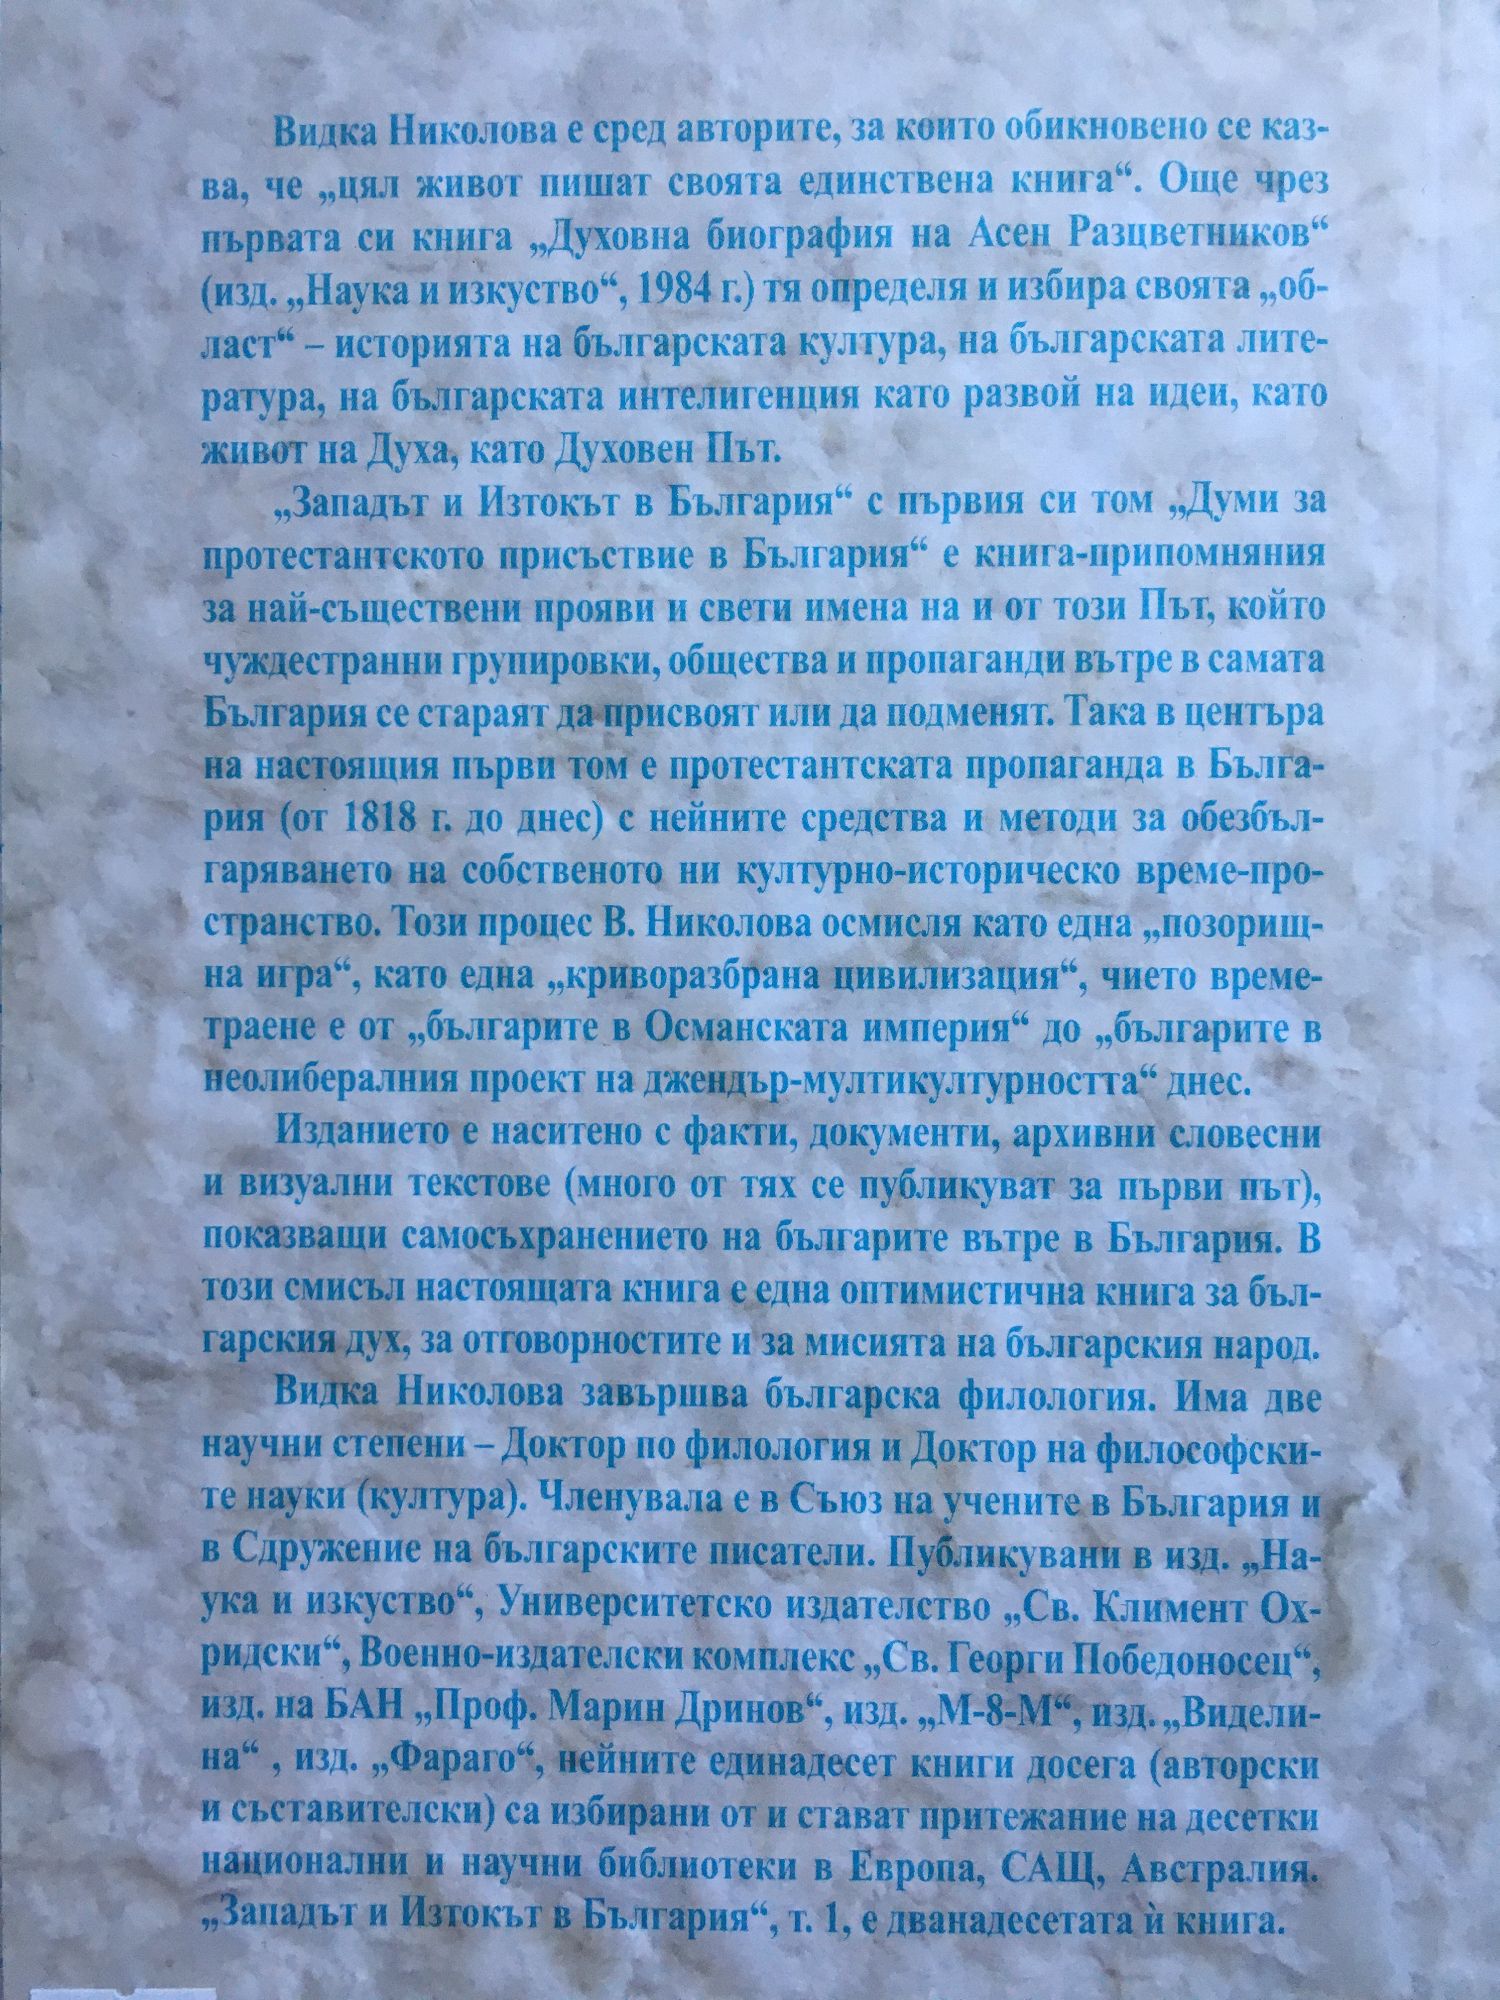 Видка Николова е сред авторите, за които обикновено се каз-
ва, че „цял живот пишат своята единствена книга“. Още чрез
първата си книга „Духовна биография на Асен Разцветников“
(изд. „Наука и изкуство“, 1984 г.) тя определя и избира своята „об-
ласт“ – историята на българската култура, на българската лите-
ратура, на българската интелигенция като развой на идеи, като
живот на Духа, като Духовен Път.
„Западът и Изтокът в България“ с първия си том „Думи за
протестантското присъствие в България“ е книга-припомняния
за най-съществени прояви и свети имена на и от този Път, който
чуждестранни групировки, общества и пропаганди вътре в самата
България се стараят да присвоят или да подменят. Така в центъра
на настоящия първи том е протестантската пропаганда в Бълга-
рия (от 1818 г. до днес) с нейните средства и методи за обезбъл-
гаряването на собственото ни културно-историческо време-про-
странство. Този процес В. Николова осмисля като една „позорищ-
на игра“, като една „криворазбрана цивилизация“, чието време-
траене е от „българите в Османската империя“ до „българите в
неолибералния проект на джендър-мултикултурността“ днес.
Изданието е наситено с факти, документи, архивни словесни
и визуални текстове (много от тях се публикуват за първи път),
показващи самосъхранението на българите вътре в България. В
този смисъл настоящата книга е една оптимистична книга за бъл-
гарския дух, за отговорностите и за мисията на българския народ.
Видка Николова завършва българска филология. Има две
научни степени – Доктор по филология и Доктор на философски-
те науки (култура). Членувала е в Съюз на учените в България и
в Сдружение на българските писатели. Публикувани в изд. „На-
ука и изкуство“, Университетско издателство „Св. Климент Ох-
ридски“, Военно-издателски комплекс „Св. Георги Победоносец“,
изд. на БАН „Проф. Марин Дринов“, изд. „М-8-М“, изд. „Видели-
на“ , изд. „Фараго“, нейните единадесет книги досега (авторски
и съставителски) са избирани от и стават притежание на десетки
национални и научни библиотеки в Европа, САЩ, Австралия.
„Западът и Изтокът в България“, т. 1, е дванадесетата ѝ книга.